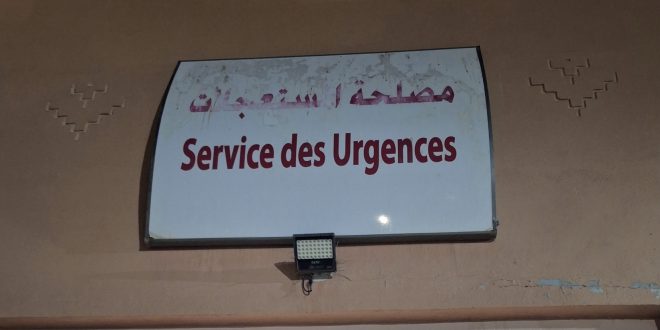 مصلحة المستعجلات
Service des Urgences